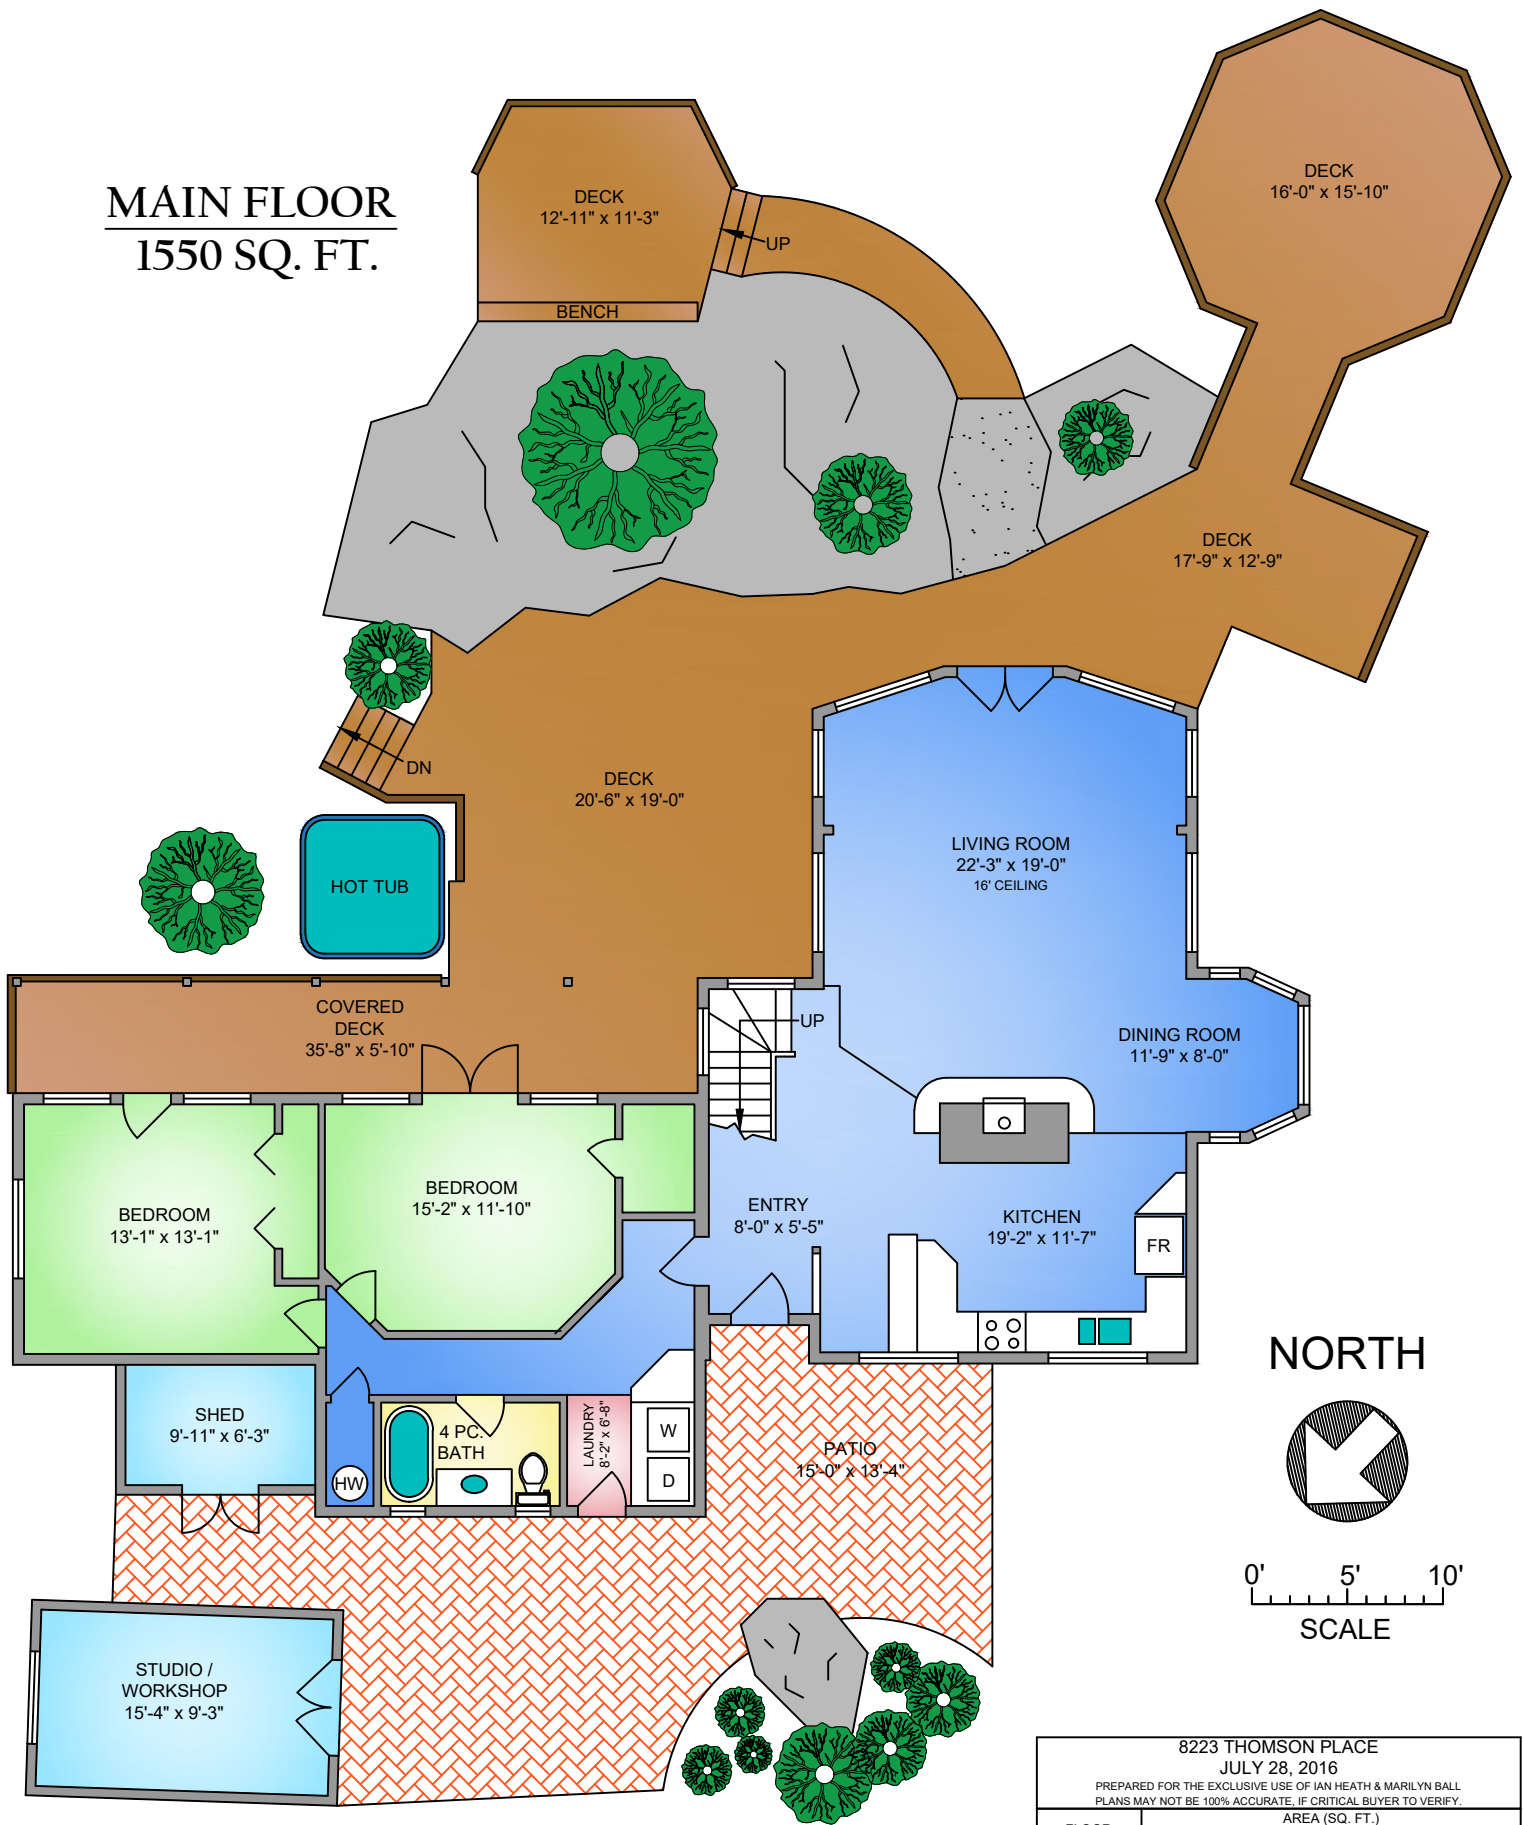 MAIN FLOOR
1550 SQ. FT.
DECK
16'-0" x 15'-10"
DECK
12'-11" x 11'-3"
UP
BENCH
DECK
17'-9" x 12'-9"
DN
DECK
20'-6" x 19'-0"
LIVING ROOM
22'-3" x 19'-0"
16' CEILING
HOT TUB
COVERED
DECK
35'-8" x 5'-10"
UP
DINING ROOM
11'-9" x 8'-0"
BEDROOM
13'-1" x 13'-1"
BEDROOM
15'-2" x 11'-10"
ENTRY
8'-0" x 5'-5"
KITCHEN
19'-2" x 11'-7"
FR
SHED
9'-11" x 6'-3"
HW
4 PC.
BATH
LAUNDRY
8'-2" x 6'-8"
W
D
PATIO
15'-0" x 13'-4"
NORTH
0' 5' 10'
SCALE
STUDIO /
WORKSHOP
15'-4" x 9'-3"
8223 THOMSON PLACE
JULY 28, 2016
PREPARED FOR THE EXCLUSIVE USE OF IAN HEATH & MARILYN BALL
PLANS MAY NOT BE 100% ACCURATE, IF CRITICAL BUYER TO VERIFY.
AREA (SQ. FT.)